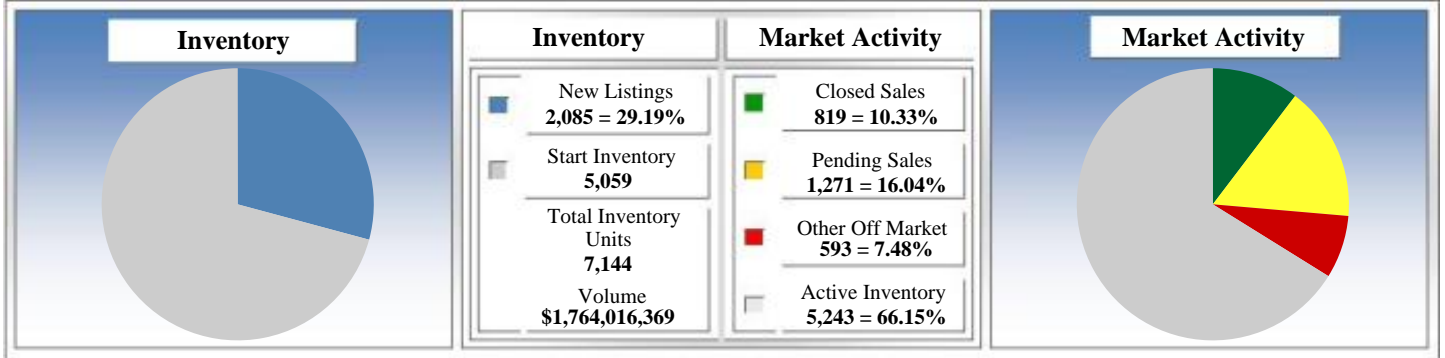 Inventory
Inventory
Market Activity
Market Activity
New Listings
2,085 = 29.19%
Start Inventory
5,059
Total Inventory
Units
7,144
Volume
$1,764,016,369
Closed Sales
819 = 10.33%
Pending Sales
1,271 = 16.04%
Other Off Market
593 = 7.48%
Active Inventory
5,243 = 66.15%